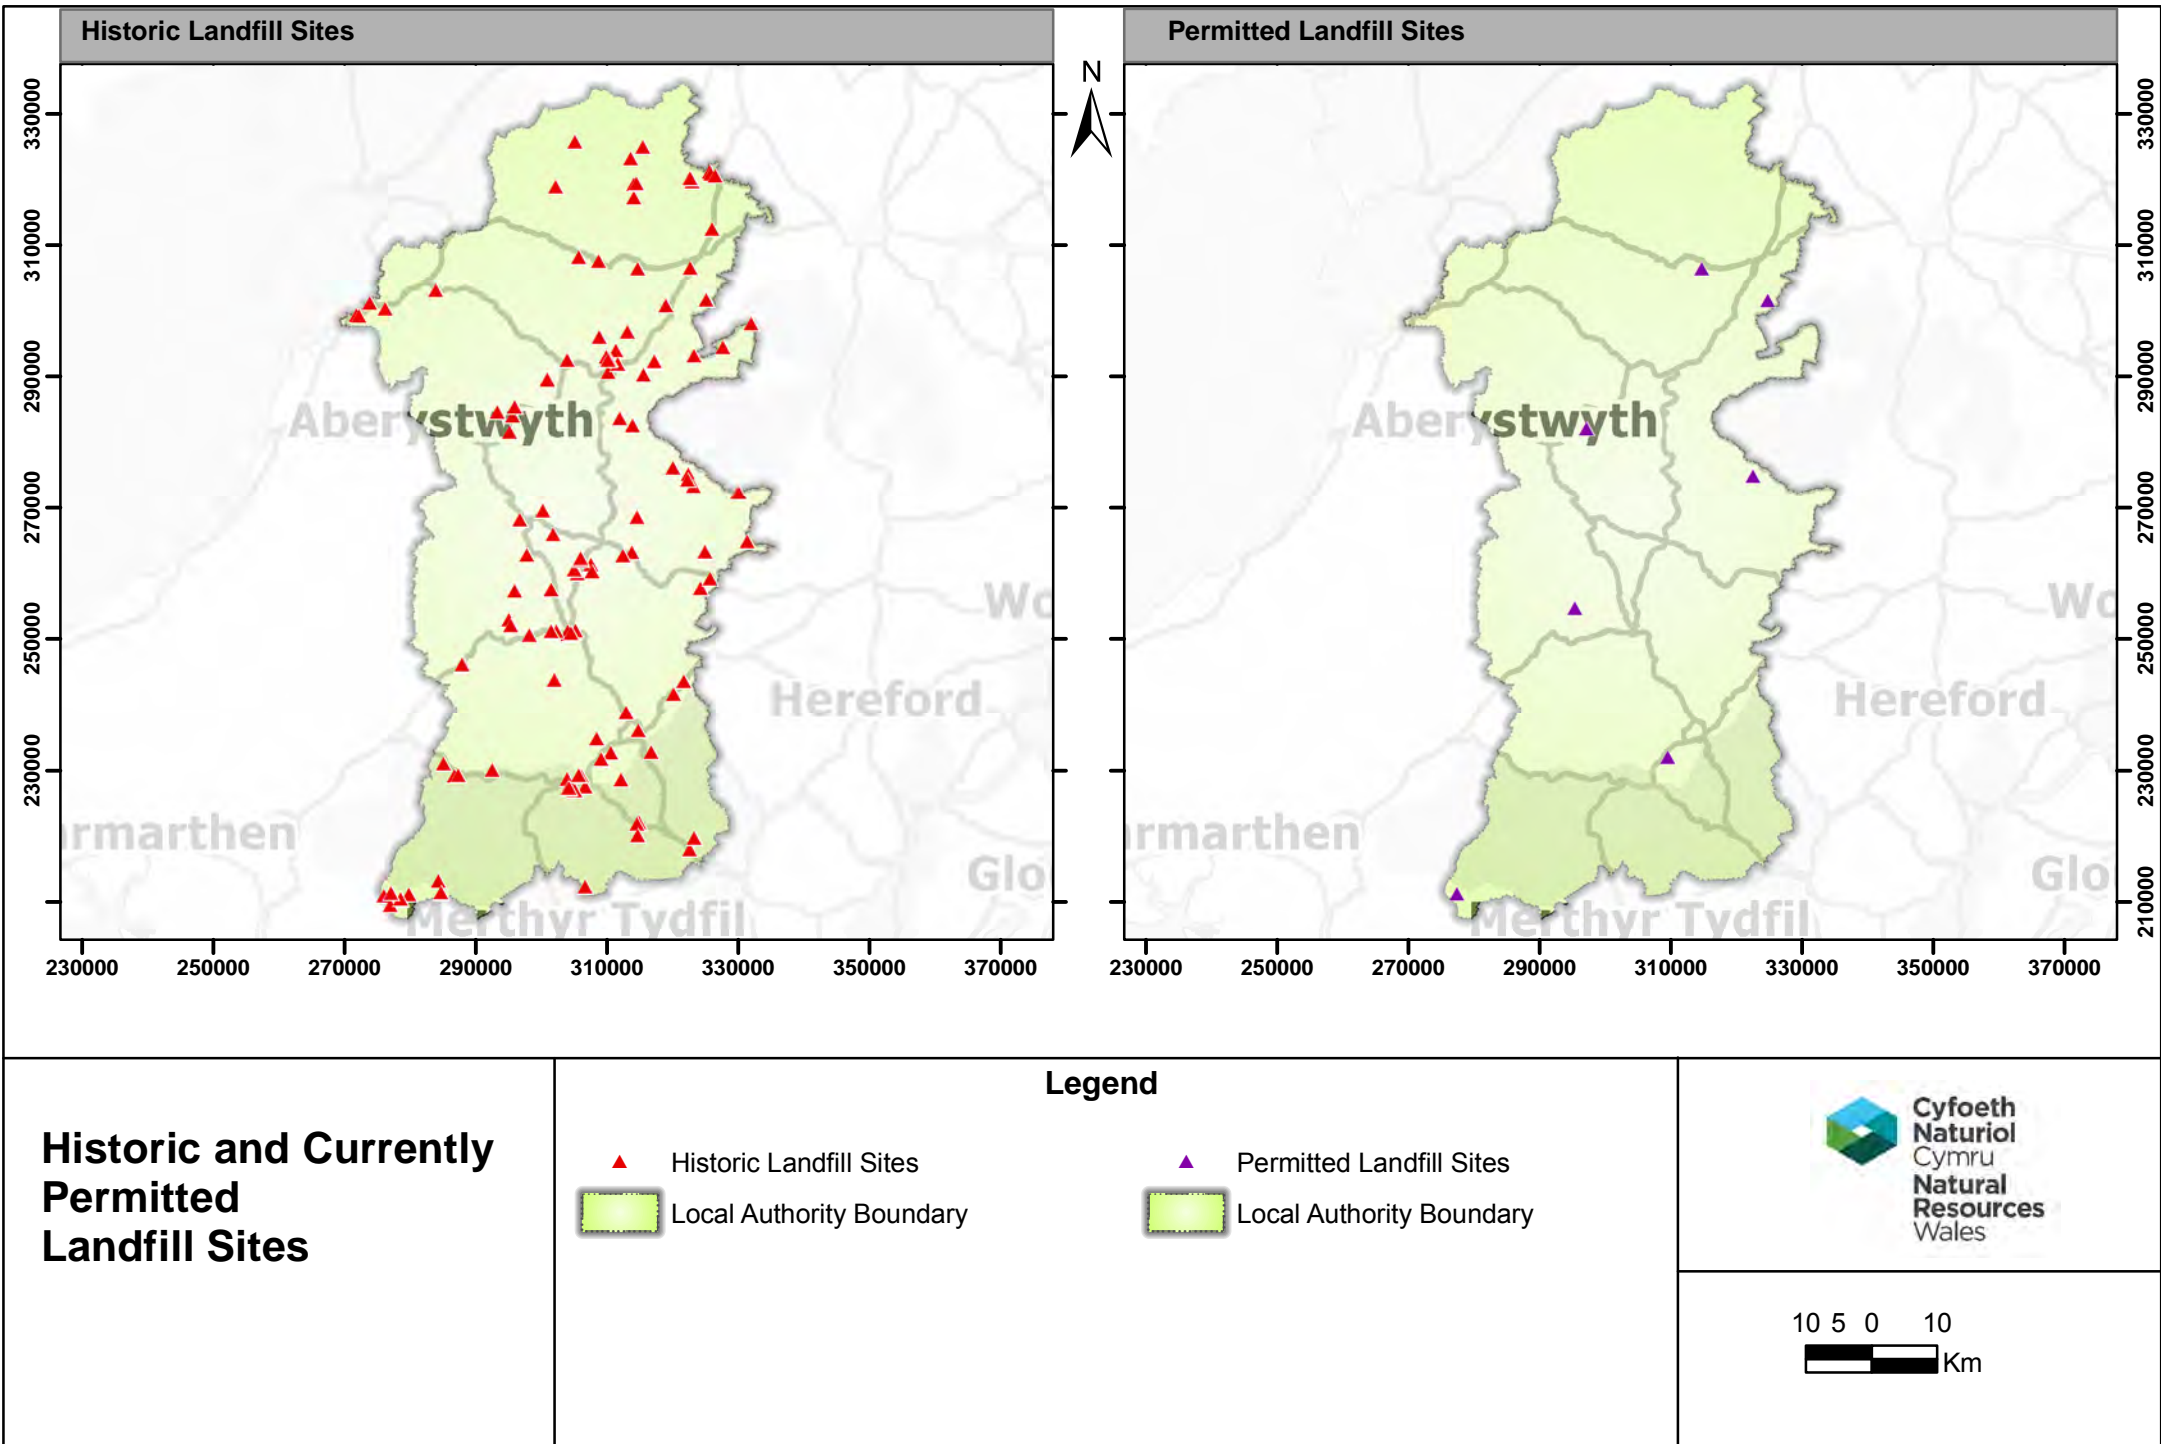 Historic Landfill Sites
Permitted Landfill Sites
N
330000
310000
290000
270000
250000
230000
330000
310000
290000
270000
250000
230000
210000
Aberystwyth
Hereford
armarthen
Merthyr Tydfil
Glo
Wo
Aberystwyth
Hereford
armarthen
Merthyr Tydfil
Glo
Wo
230000 250000 270000 290000 310000 330000 350000 370000
230000 250000 270000 290000 310000 330000 350000 370000
Historic and Currently
Permitted
Landfill Sites
Legend
Historic Landfill Sites
Local Authority Boundary
Permitted Landfill Sites
Local Authority Boundary
Cyfoeth
Naturiol
Cymru
Natural
Resources
Wales
10 5 0 10
Km